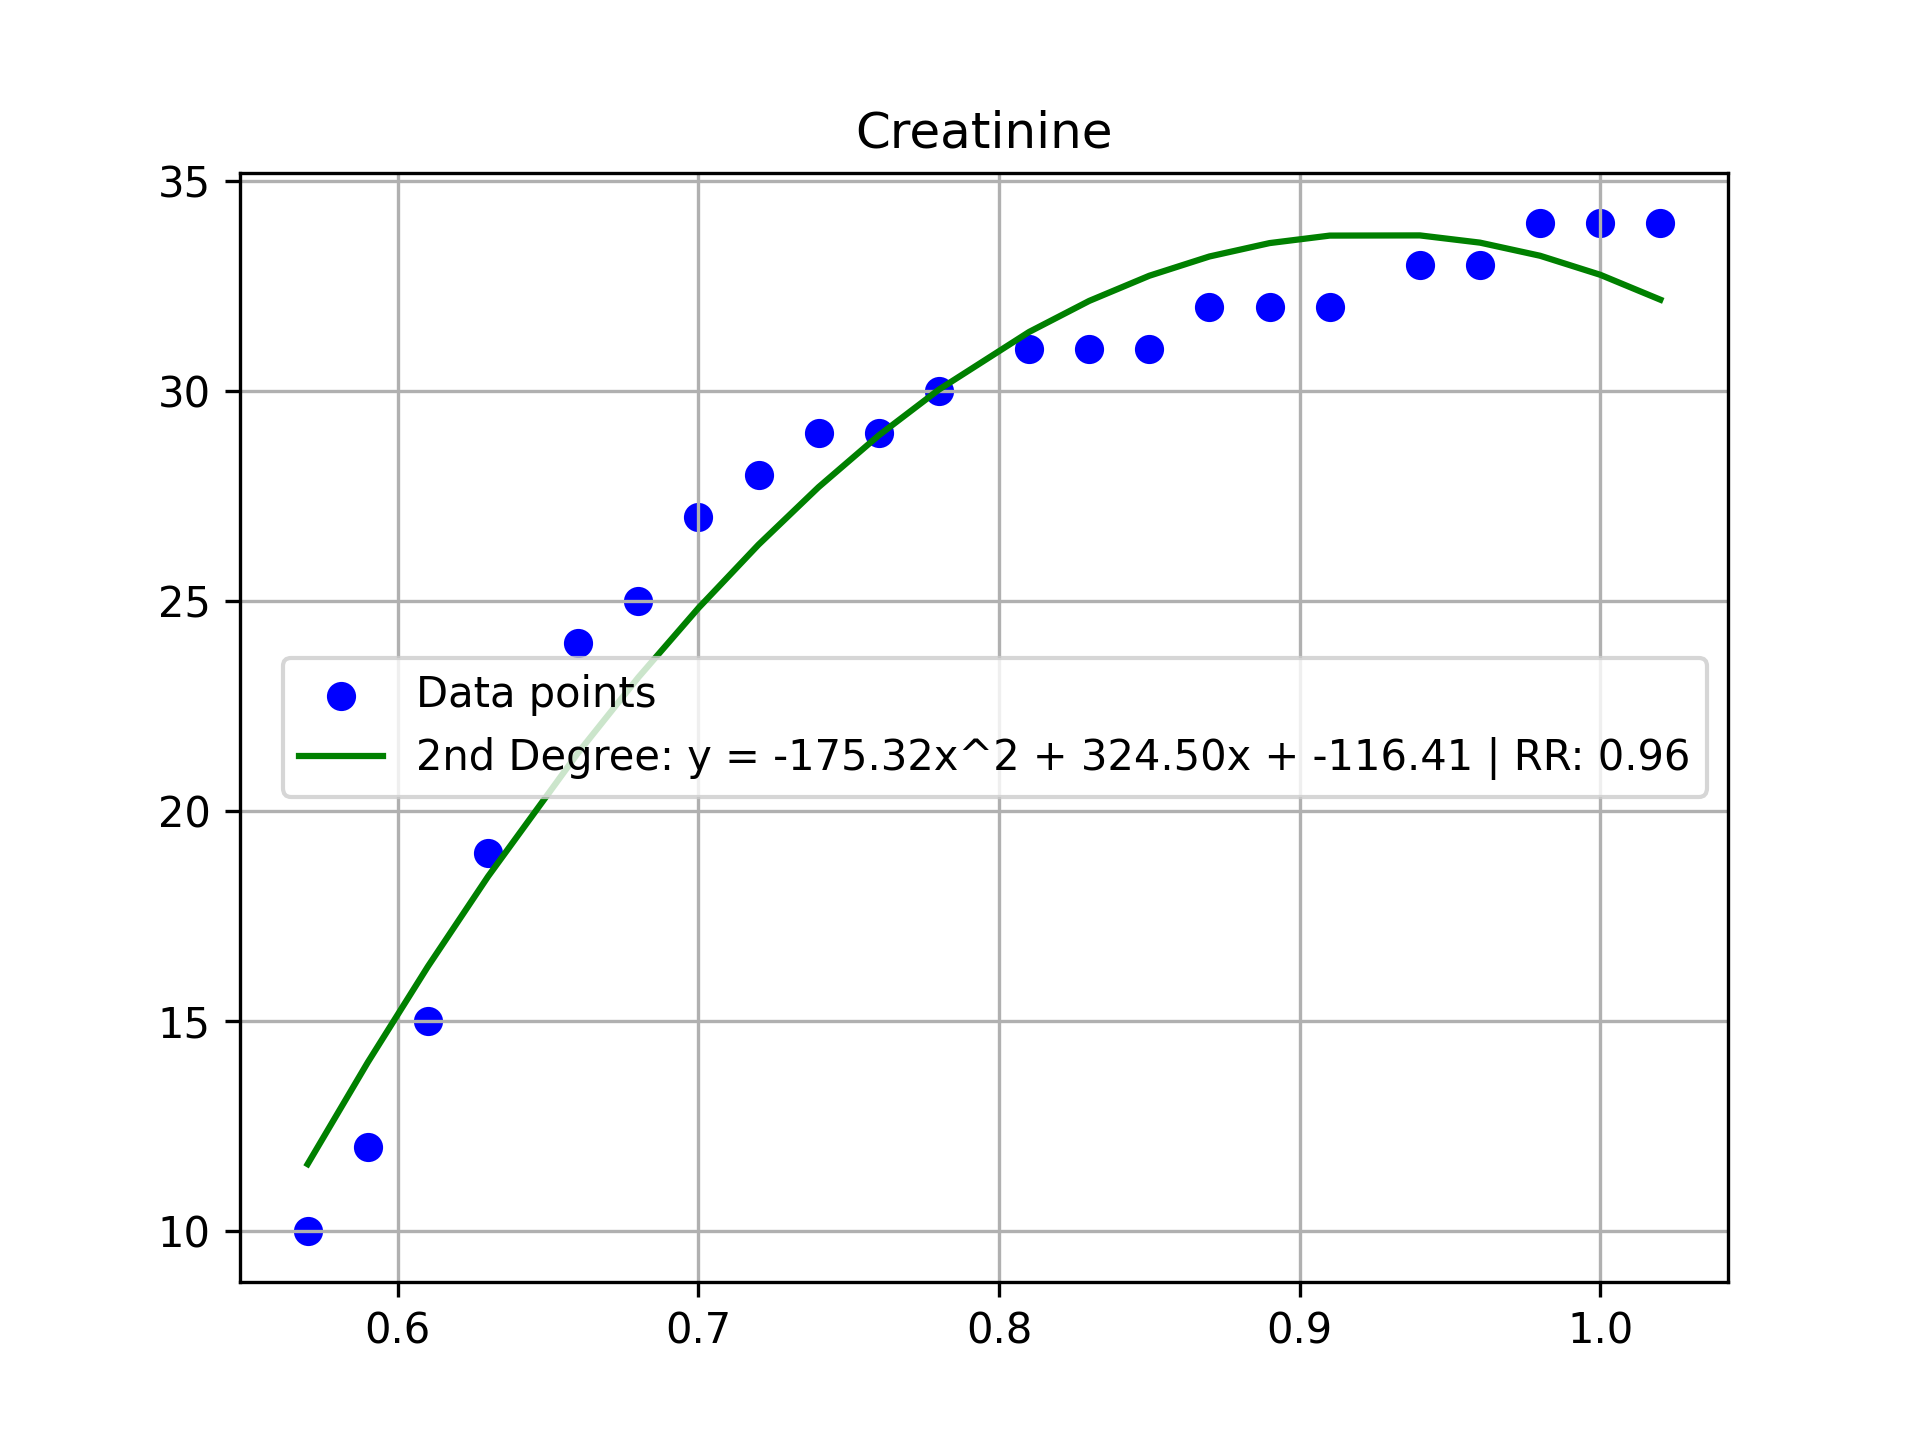 Creatinine
35
30
25
20
15
10
Data points
2nd Degree: y = -175.32x^2 + 324.50x + -116.41 | RR: 0.96
0.6 0.7 0.8 0.9 1.0